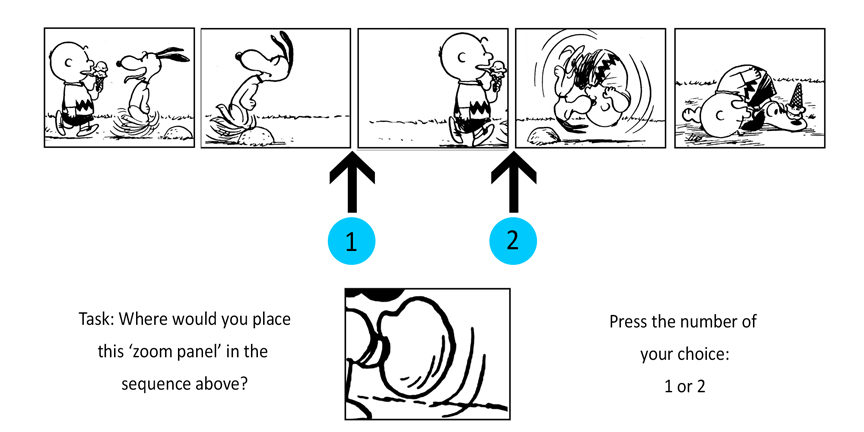 1
2
Task: Where would you place
this ‘zoom panel’ in the
sequence above?
Press the number of
your choice:
1 or 2